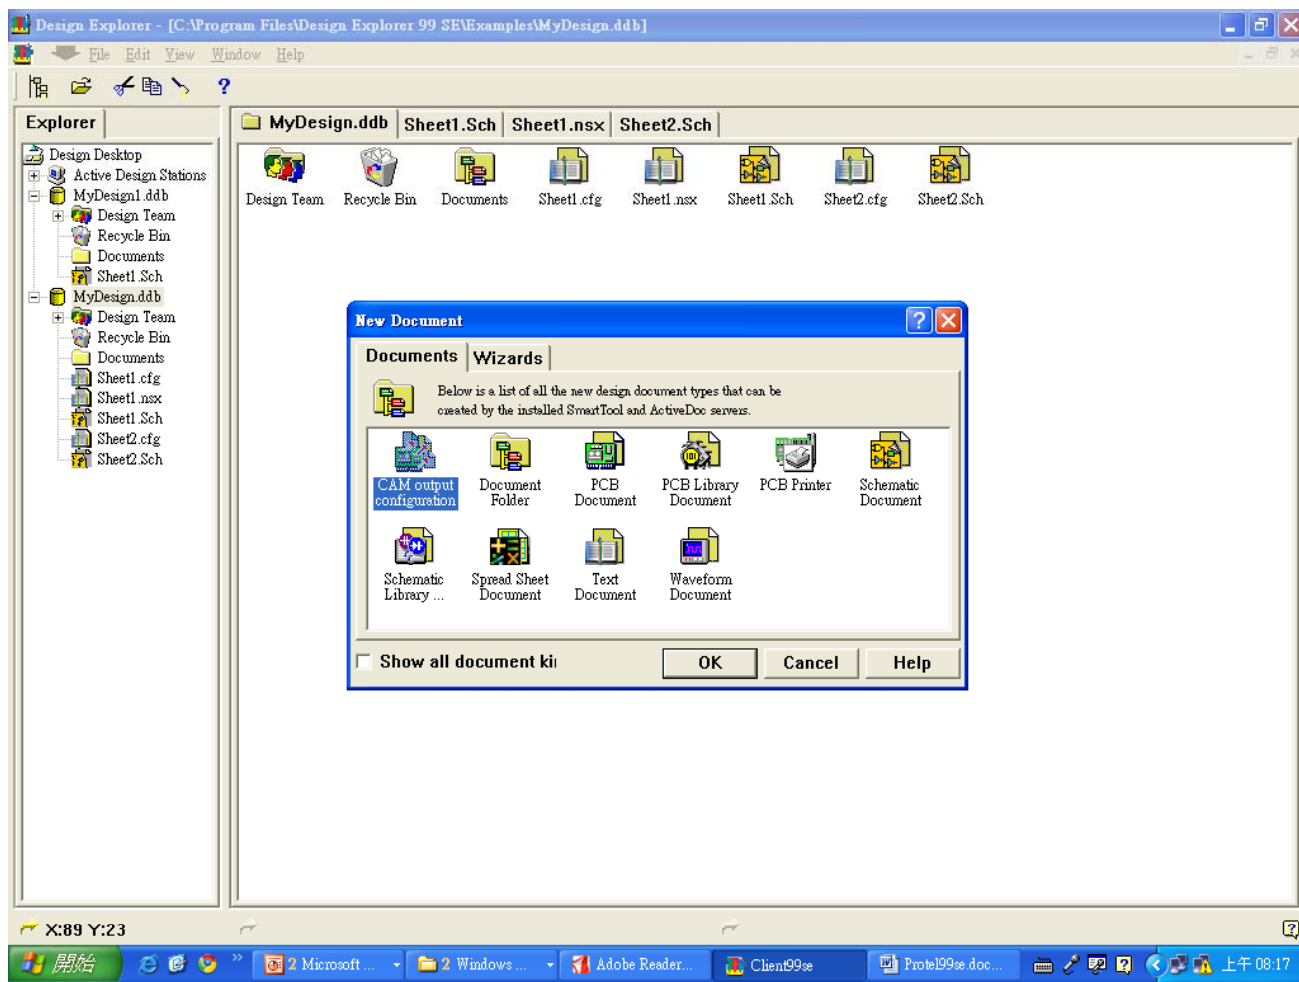 Design Explorer - [C:\Program Files\Design Explorer 99 SE\Examples\MyDesign.ddb]
File Edit View Window Help
?
Explorer
MyDesign.ddb Sheet1.Sch Sheet1.nsx Sheet2.Sch
Design Desktop
Active Design Stations
MyDesign1.ddb
Design Team
Recycle Bin
Documents
Sheet1.Sch
MyDesign.ddb
Design Team
Recycle Bin
Documents
Sheet1.cfg
Sheet1.nsx
Sheet1.Sch
Sheet2.cfg
Sheet2.Sch
Design Team Recycle Bin Documents Sheet1.cfg Sheet1.nsx Sheet1.Sch Sheet2.cfg Sheet2.Sch
New Document
Documents Wizards
Below is a list of all the new design document types that can be
created by the installed SmartTool and ActiveDoc servers.
CAM output configuration
Document Folder
PCB Document
PCB Library Document
PCB Printer
Schematic Document
Schematic Library ...
Spread Sheet Document
Text Document
Waveform Document
Show all document ki
OK Cancel Help
X:89 Y:23
開始 2 Microsoft ... 2 Windows ... Adobe Reader... Client99se Protel99se.doc... 上午 08:17